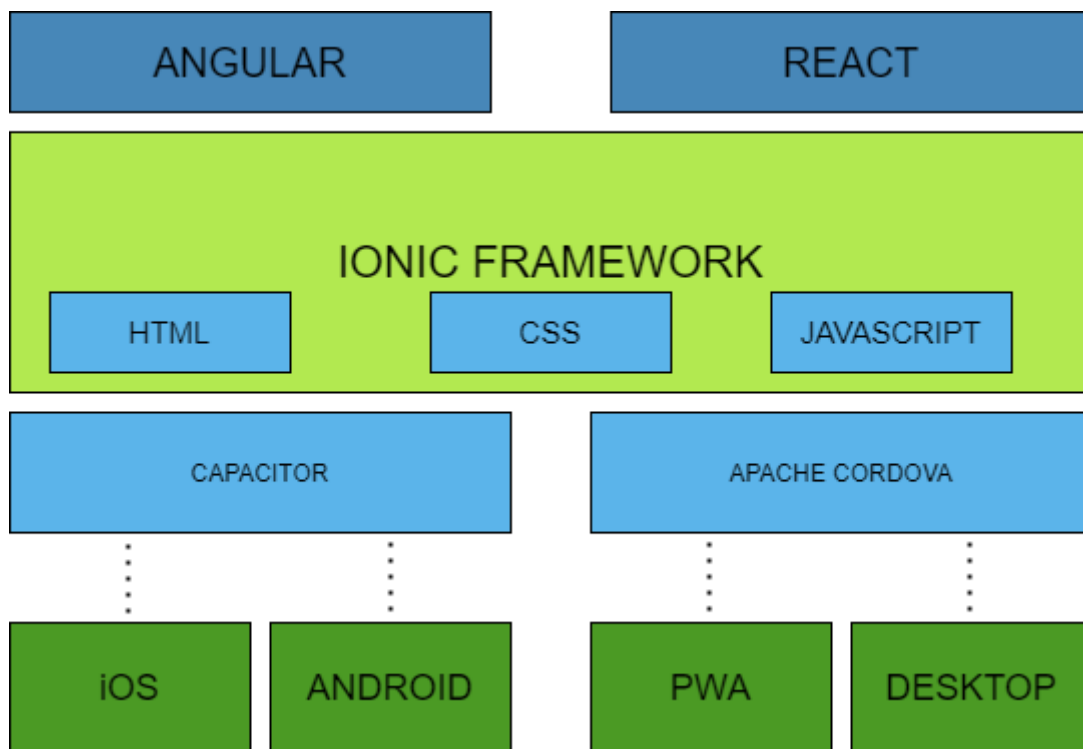 ANGULAR
REACT
IONIC FRAMEWORK
HTML
CSS
JAVASCRIPT
CAPACITOR
APACHE CORDOVA
iOS
ANDROID
PWA
DESKTOP